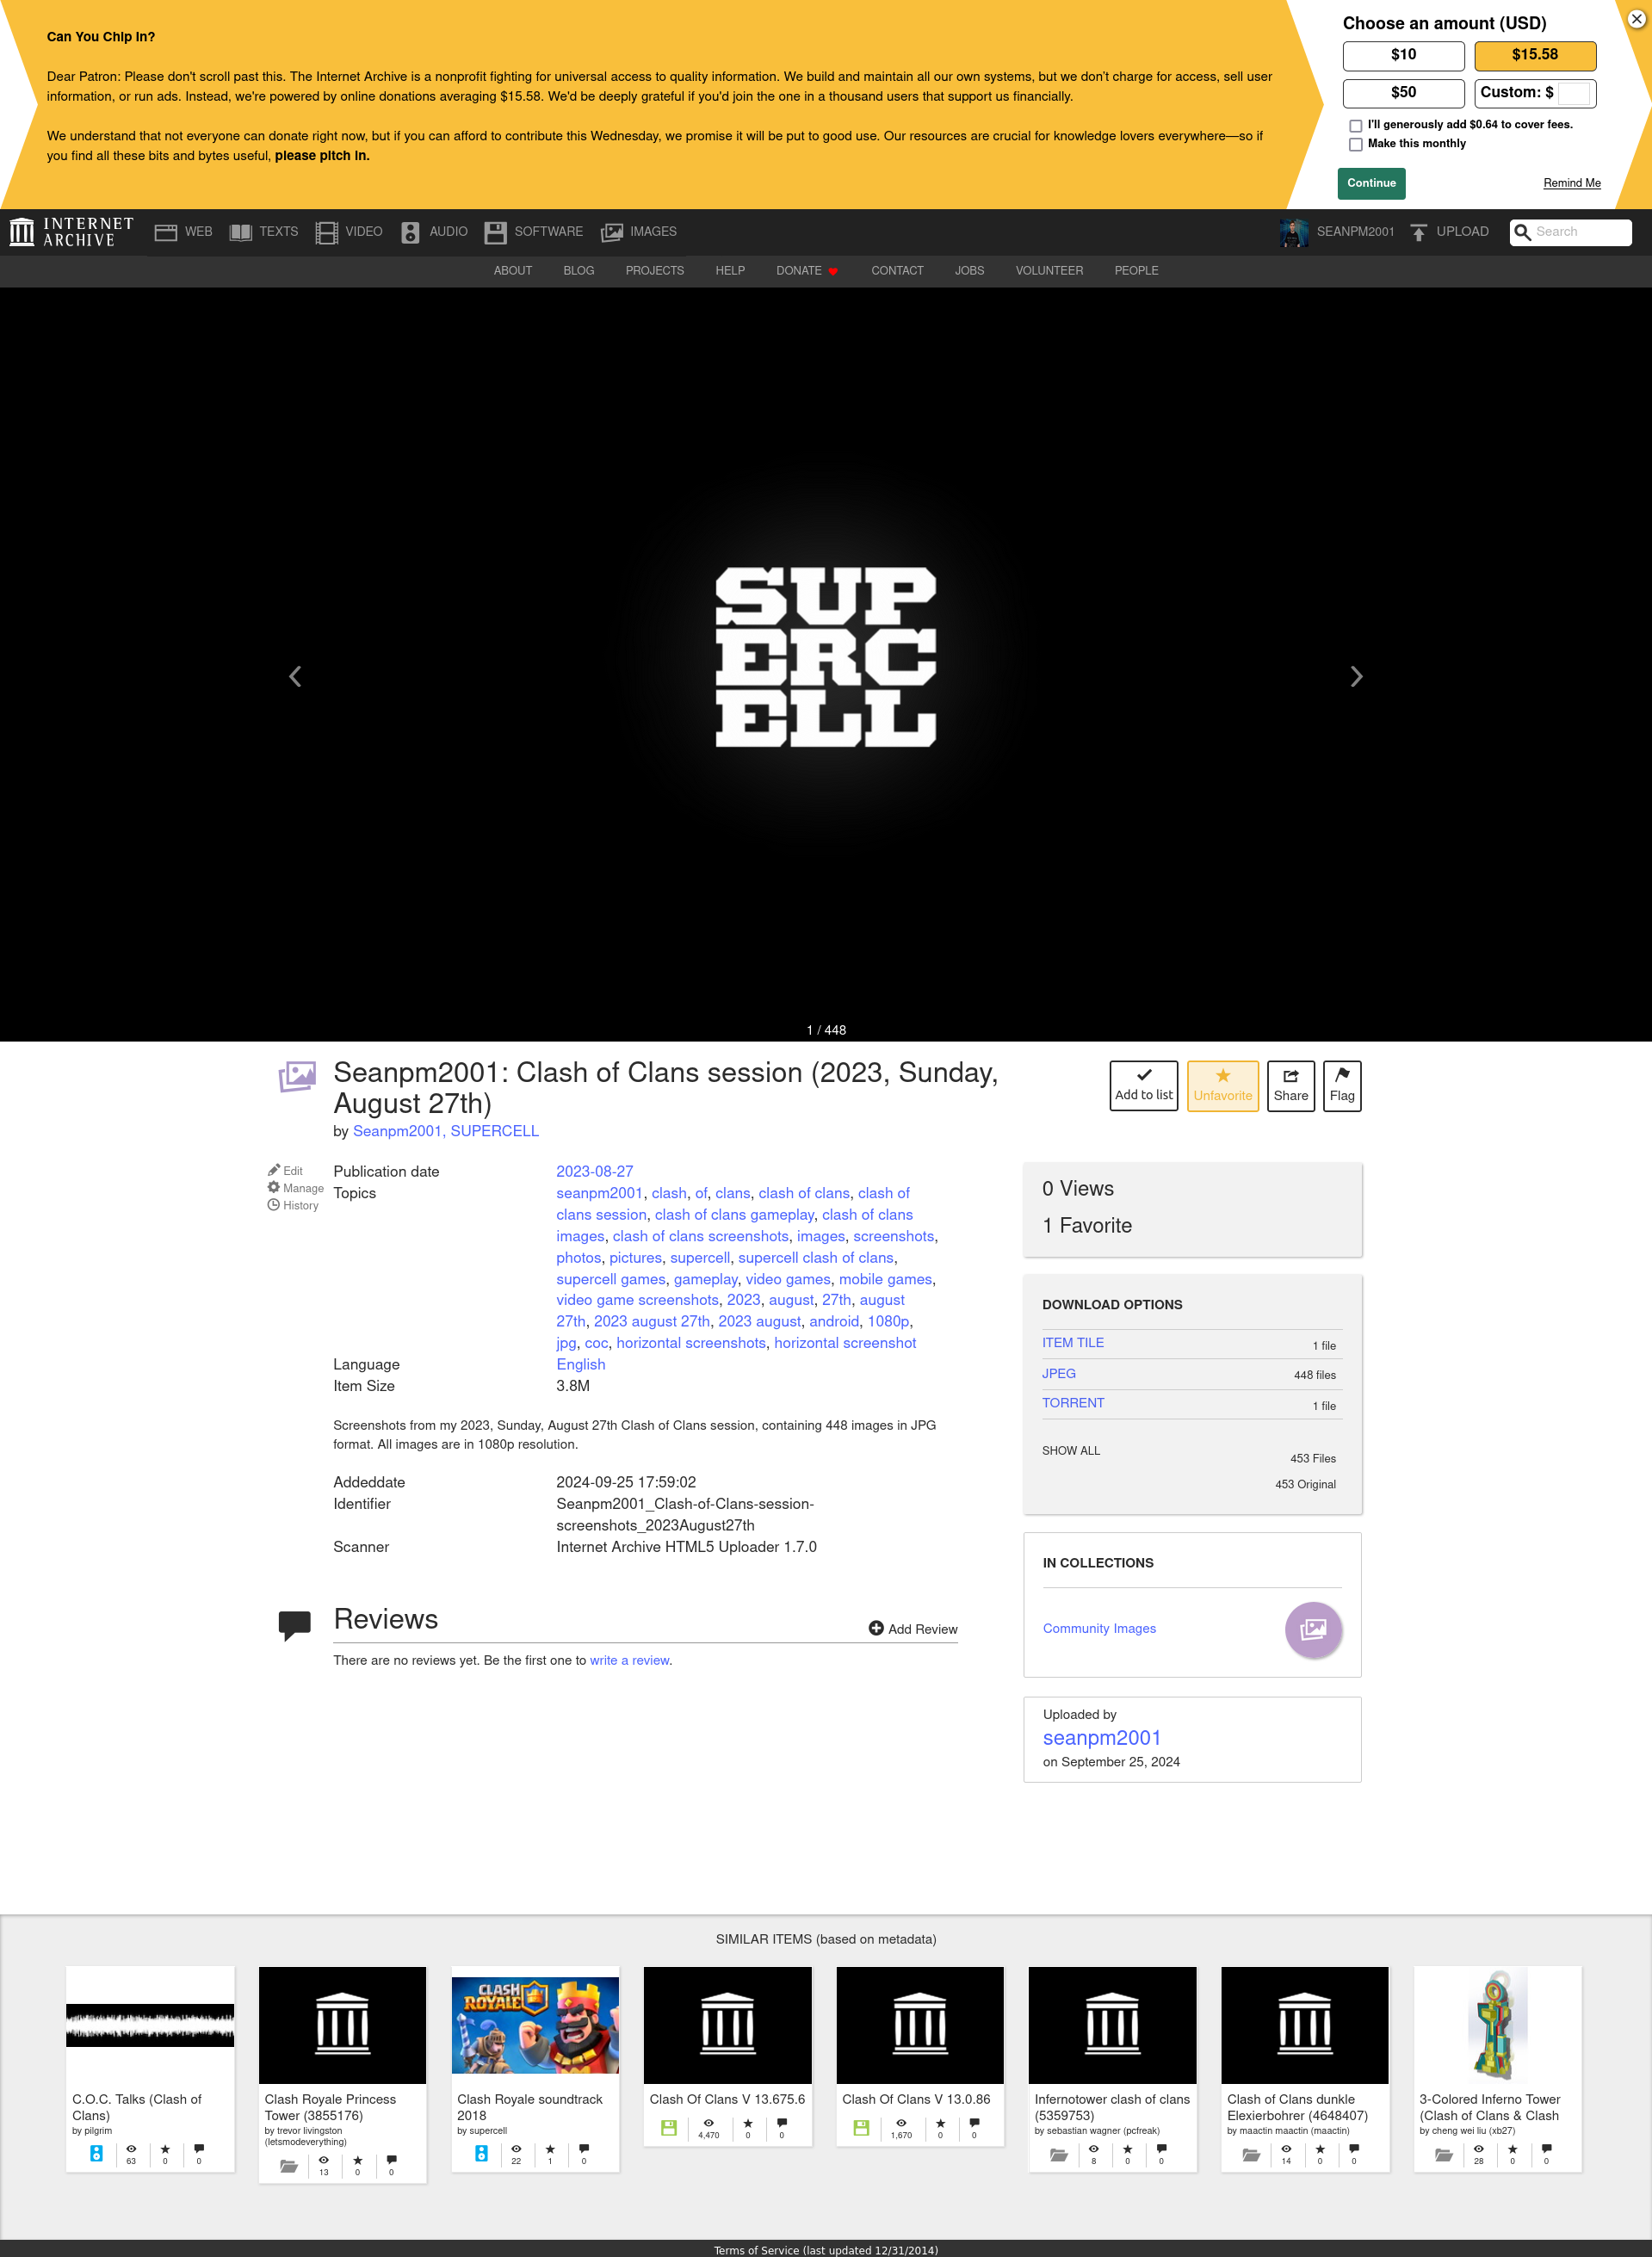 Can You Chip In?
Dear Patron: Please don't scroll past this. The Internet Archive is a nonprofit fighting for universal access to quality information. We build and maintain all our own systems, but we don't charge for access, sell user
information, or run ads. Instead, we're powered by online donations averaging $15.58. We'd be deeply grateful if you'd join the one in a thousand users that support us financially.
We understand that not everyone can donate right now, but if you can afford to contribute this Wednesday, we promise it will be put to good use. Our resources are crucial for knowledge lovers everywhere—so if
you find all these bits and bytes useful, please pitch in.
Choose an amount (USD)
$10 $15.58
$50 Custom: $
I'll generously add $0.64 to cover fees.
Make this monthly
Continue Remind Me
INTERNET ARCHIVE WEB TEXTS VIDEO AUDIO SOFTWARE IMAGES SEANPM2001 UPLOAD Search
ABOUT BLOG PROJECTS HELP DONATE CONTACT JOBS VOLUNTEER PEOPLE
SUP
ERC
ELL
1 / 448
Seanpm2001: Clash of Clans session (2023, Sunday,
August 27th)
by Seanpm2001, SUPERCELL
Add to list Unfavorite Share Flag
Edit
Manage
History
Publication date 2023-08-27
Topics seanpm2001, clash, of, clans, clash of clans, clash of
clans session, clash of clans gameplay, clash of clans
images, clash of clans screenshots, images, screenshots,
photos, pictures, supercell, supercell clash of clans,
supercell games, gameplay, video games, mobile games,
video game screenshots, 2023, august, 27th, august
27th, 2023 august 27th, 2023 august, android, 1080p,
jpg, coc, horizontal screenshots, horizontal screenshot
Language English
Item Size 3.8M
Screenshots from my 2023, Sunday, August 27th Clash of Clans session, containing 448 images in JPG
format. All images are in 1080p resolution.
Addeddate 2024-09-25 17:59:02
Identifier Seanpm2001_Clash-of-Clans-session-
screenshots_2023August27th
Scanner Internet Archive HTML5 Uploader 1.7.0
Reviews
Add Review
There are no reviews yet. Be the first one to write a review.
0 Views
1 Favorite
DOWNLOAD OPTIONS
ITEM TILE 1 file
JPEG 448 files
TORRENT 1 file
SHOW ALL 453 Files
453 Original
IN COLLECTIONS
Community Images
Uploaded by
seanpm2001
on September 25, 2024
SIMILAR ITEMS (based on metadata)
C.O.C. Talks (Clash of
Clans)
by pilgrim
63 0 0
Clash Royale Princess
Tower (3855176)
by trevor livingston
(letsmodeverything)
13 0 0
CLASH
ROYALE
Clash Royale soundtrack
2018
by supercell
22 1 0
Clash Of Clans V 13.675.6
4,470 0 0
Clash Of Clans V 13.0.86
1,670 0 0
Infernotower clash of clans
(5359753)
by sebastian wagner (pcfreak)
8 0 0
Clash of Clans dunkle
Elexierbohrer (4648407)
by maactin maactin (maactin)
14 0 0
3-Colored Inferno Tower
(Clash of Clans & Clash
by cheng wei liu (xb27)
28 0 0
Terms of Service (last updated 12/31/2014)